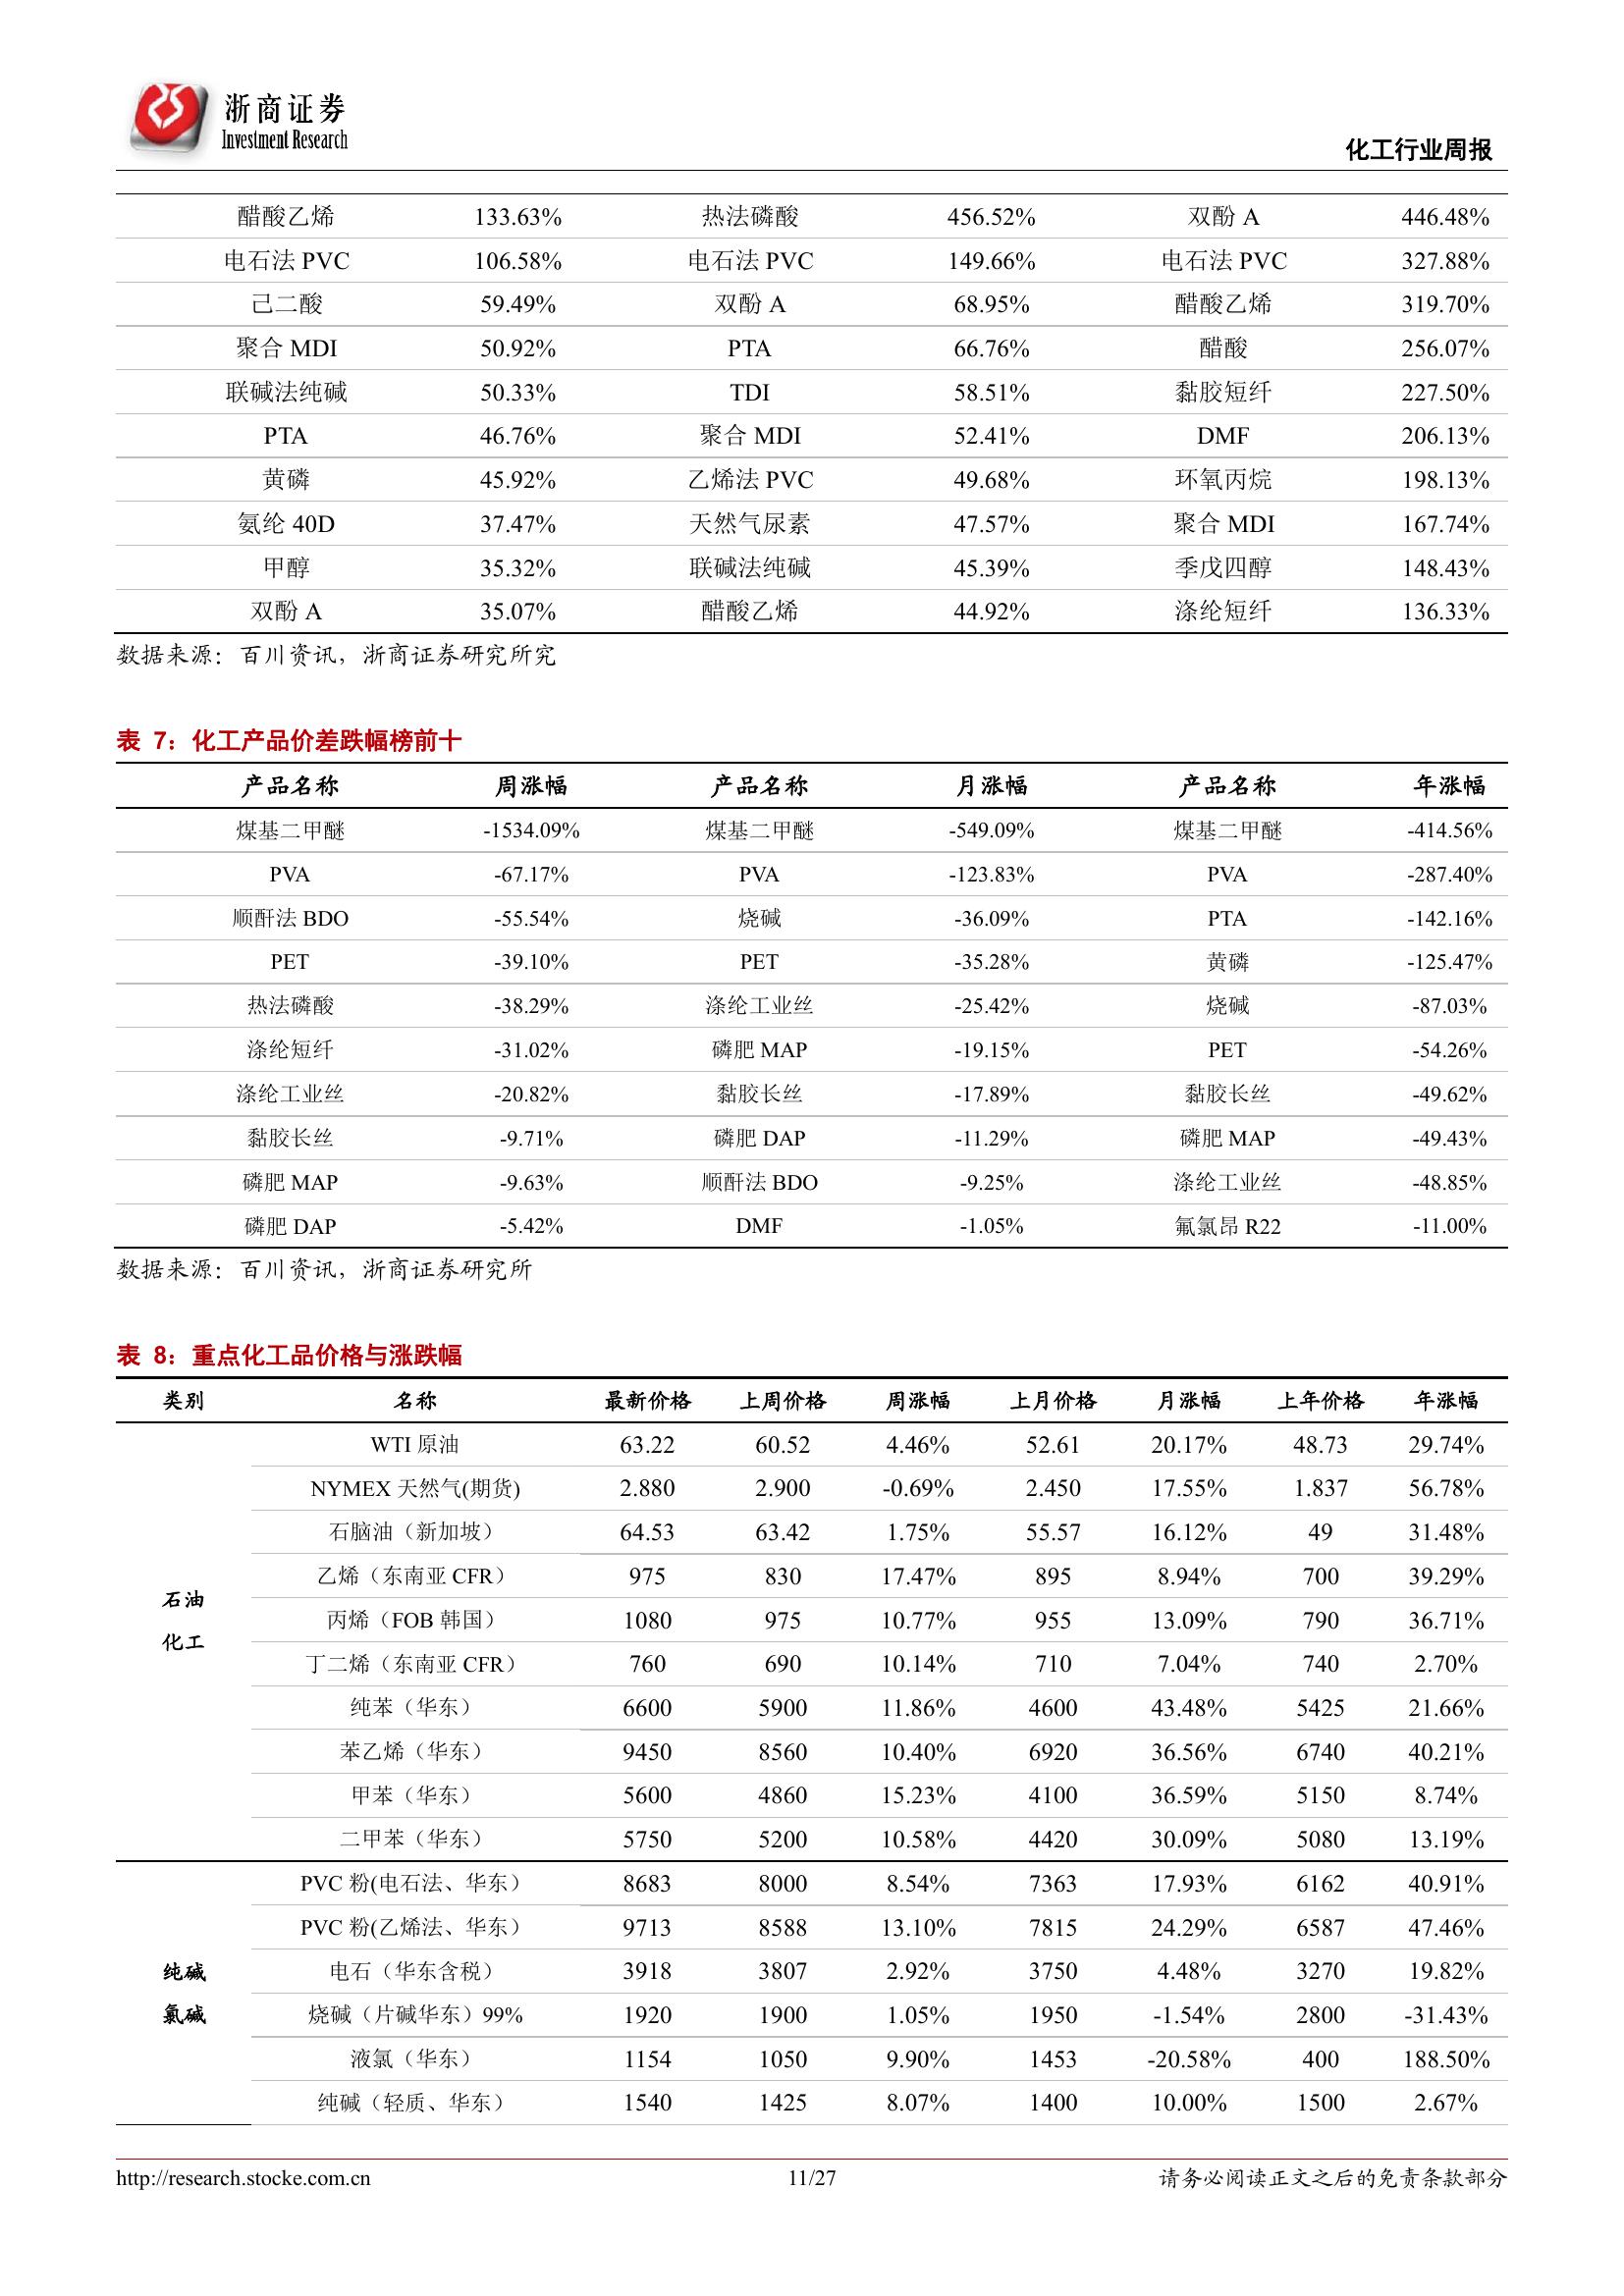 浙商证券
Investment Research
化工行业周报
醋酸乙烯 133.63% 热法磷酸 456.52% 双酚 A 446.48%
电石法 PVC 106.58% 电石法 PVC 149.66% 电石法 PVC 327.88%
己二酸 59.49% 双酚 A 68.95% 醋酸乙烯 319.70%
聚合 MDI 50.92% PTA 66.76% 醋酸 256.07%
联碱法纯碱 50.33% TDI 58.51% 黏胶短纤 227.50%
PTA 46.76% 聚合 MDI 52.41% DMF 206.13%
黄磷 45.92% 乙烯法 PVC 49.68% 环氧丙烷 198.13%
氨纶 40D 37.47% 天然气尿素 47.57% 聚合 MDI 167.74%
甲醇 35.32% 联碱法纯碱 45.39% 季戊四醇 148.43%
双酚 A 35.07% 醋酸乙烯 44.92% 涤纶短纤 136.33%
数据来源：百川资讯，浙商证券研究所究
表 7：化工产品价差跌幅榜前十
产品名称 周涨幅 产品名称 月涨幅 产品名称 年涨幅
煤基二甲醚 -1534.09% 煤基二甲醚 -549.09% 煤基二甲醚 -414.56%
PVA -67.17% PVA -123.83% PVA -287.40%
顺酐法 BDO -55.54% 烧碱 -36.09% PTA -142.16%
PET -39.10% PET -35.28% 黄磷 -125.47%
热法磷酸 -38.29% 涤纶工业丝 -25.42% 烧碱 -87.03%
涤纶短纤 -31.02% 磷肥 MAP -19.15% PET -54.26%
涤纶工业丝 -20.82% 黏胶长丝 -17.89% 黏胶长丝 -49.62%
黏胶长丝 -9.71% 磷肥 DAP -11.29% 磷肥 MAP -49.43%
磷肥 MAP -9.63% 顺酐法 BDO -9.25% 涤纶工业丝 -48.85%
磷肥 DAP -5.42% DMF -1.05% 氟氯昂 R22 -11.00%
数据来源：百川资讯，浙商证券研究所
表 8：重点化工品价格与涨跌幅
类别 名称 最新价格 上周价格 周涨幅 上月价格 月涨幅 上年价格 年涨幅
WTI 原油 63.22 60.52 4.46% 52.61 20.17% 48.73 29.74%
NYMEX 天然气(期货) 2.880 2.900 -0.69% 2.450 17.55% 1.837 56.78%
石脑油（新加坡） 64.53 63.42 1.75% 55.57 16.12% 49 31.48%
乙烯（东南亚 CFR） 975 830 17.47% 895 8.94% 700 39.29%
石油
丙烯（FOB 韩国） 1080 975 10.77% 955 13.09% 790 36.71%
化工
丁二烯（东南亚 CFR） 760 690 10.14% 710 7.04% 740 2.70%
纯苯（华东） 6600 5900 11.86% 4600 43.48% 5425 21.66%
苯乙烯（华东） 9450 8560 10.40% 6920 36.56% 6740 40.21%
甲苯（华东） 5600 4860 15.23% 4100 36.59% 5150 8.74%
二甲苯（华东） 5750 5200 10.58% 4420 30.09% 5080 13.19%
PVC 粉(电石法、华东） 8683 8000 8.54% 7363 17.93% 6162 40.91%
PVC 粉(乙烯法、华东） 9713 8588 13.10% 7815 24.29% 6587 47.46%
纯碱 电石（华东含税） 3918 3807 2.92% 3750 4.48% 3270 19.82%
氯碱 烧碱（片碱华东）99% 1920 1900 1.05% 1950 -1.54% 2800 -31.43%
液氯（华东） 1154 1050 9.90% 1453 -20.58% 400 188.50%
纯碱（轻质、华东） 1540 1425 8.07% 1400 10.00% 1500 2.67%
http://research.stocke.com.cn 11/27 请务必阅读正文之后的免责条款部分